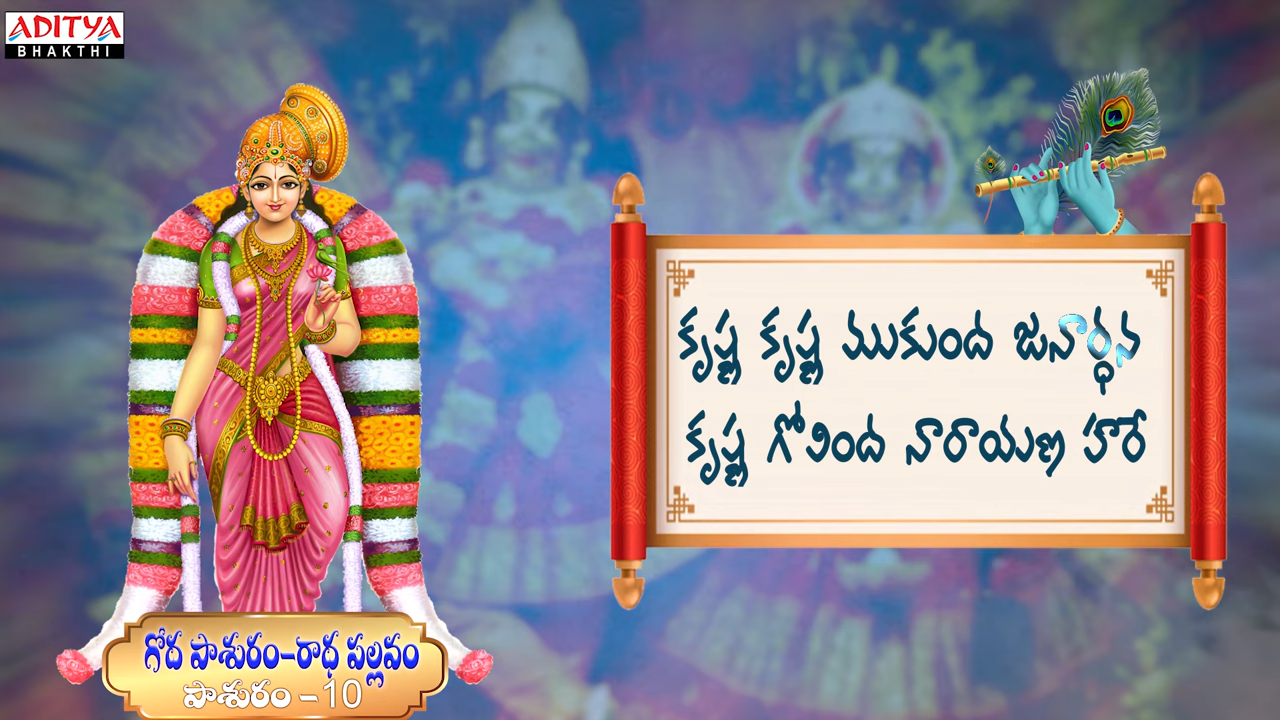 ADITYA
BHAKTHI
కృష్ణ కృష్ణ ముకుంద జనార్ధన
కృష్ణ గోవింద నారాయణ హరే
గోద పాశురం-రాధ పల్లవం
పాశురం - 10